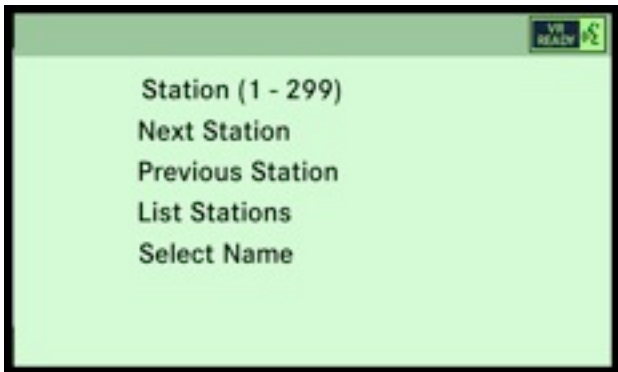 VR
READY
Station (1 - 299)
Next Station
Previous Station
List Stations
Select Name